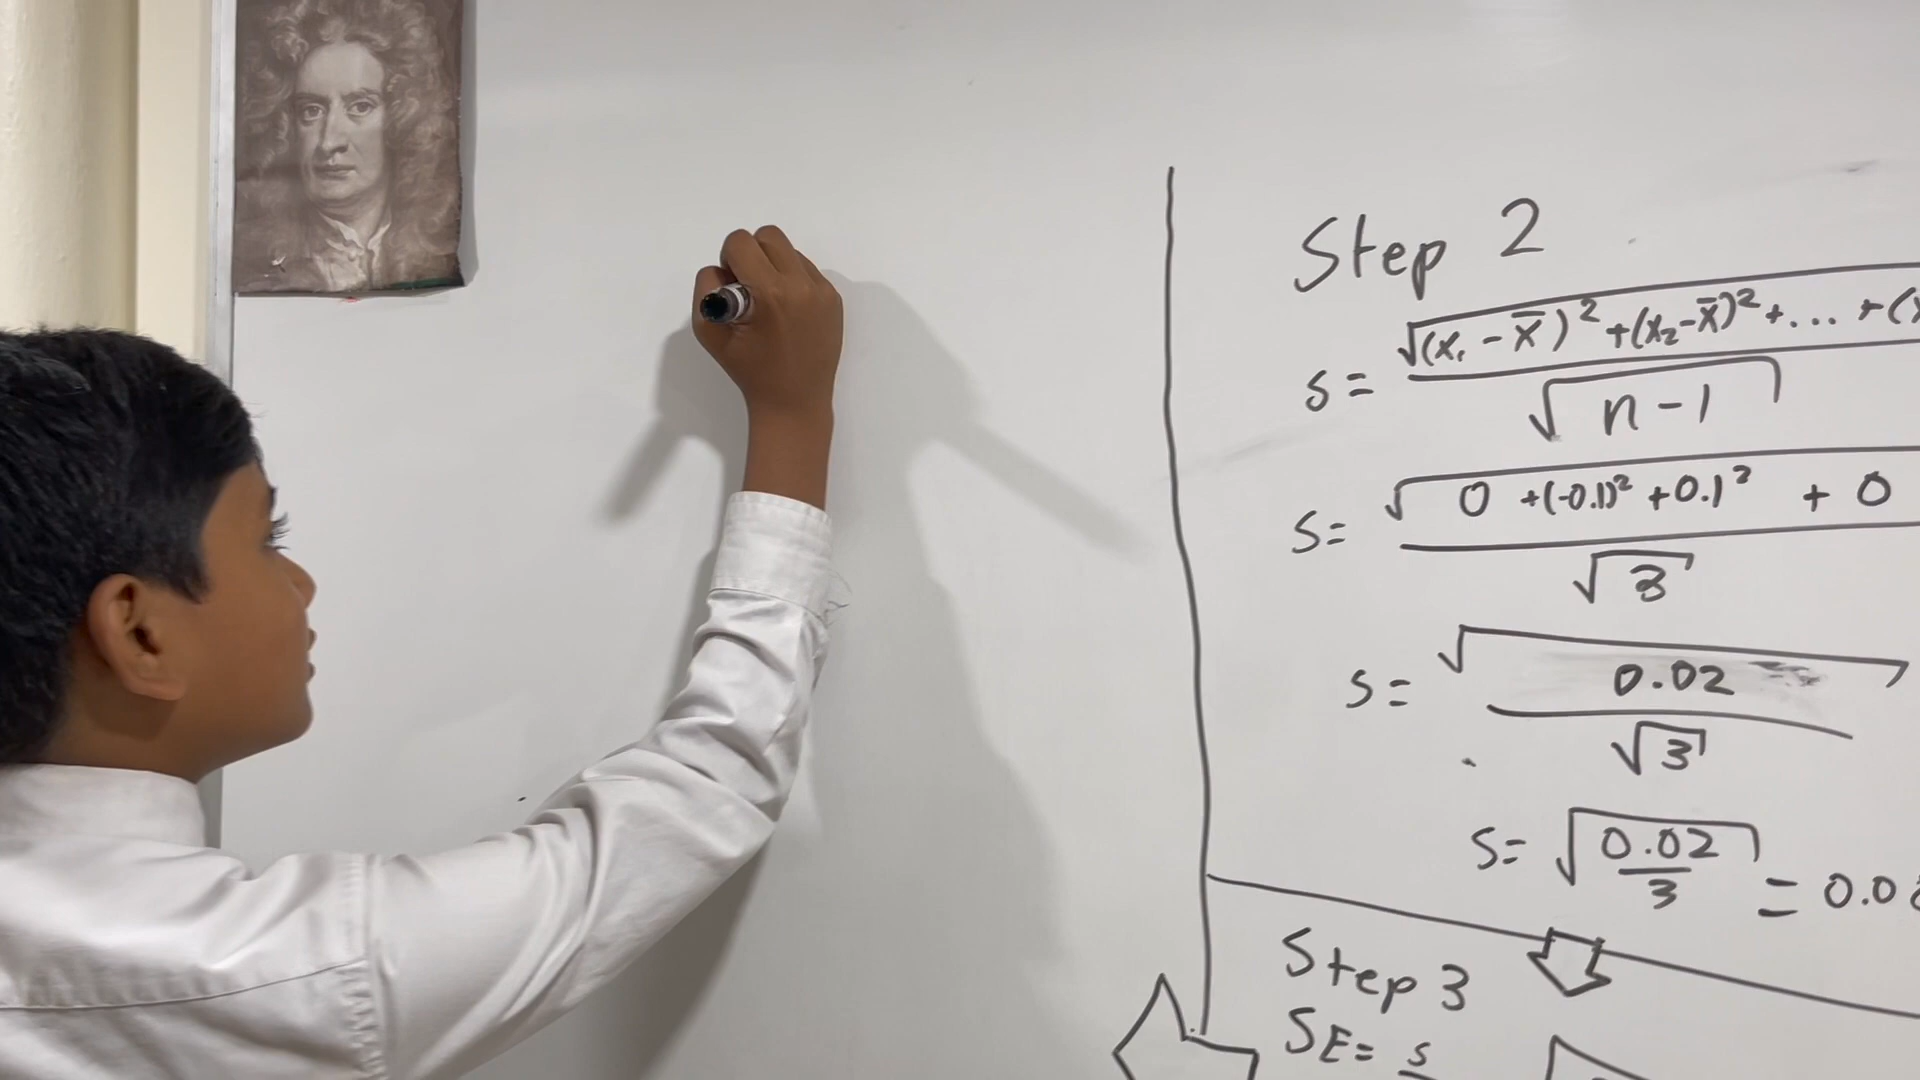 Step 2
s = √(x₁ - x̄)² + (x₂ - x̄)² + ... + (x
√n - 1
s = √0 + (-0.1)² + 0.1² + 0
√3
s = √0.02
√3
s = √0.02/3 = 0.08
Step 3
SE = s